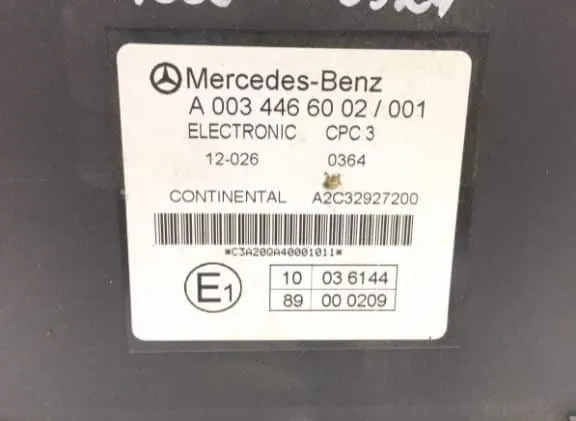 Mercedes-Benz
A 003 446 60 02 / 001
ELECTRONIC CPC 3
12-026 0364
CONTINENTAL A2C32927200
*C3A20QA40001011*
E1
10 03 6144
89 00 0209